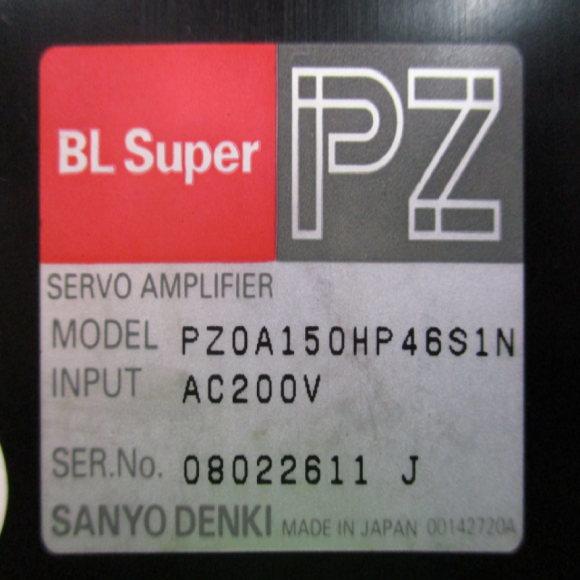 BL Super PZ
SERVO AMPLIFIER
MODEL PZ0A150HP46S1N
INPUT AC200V
SER.No. 08022611 J
SANYO DENKI MADE IN JAPAN 00142720A